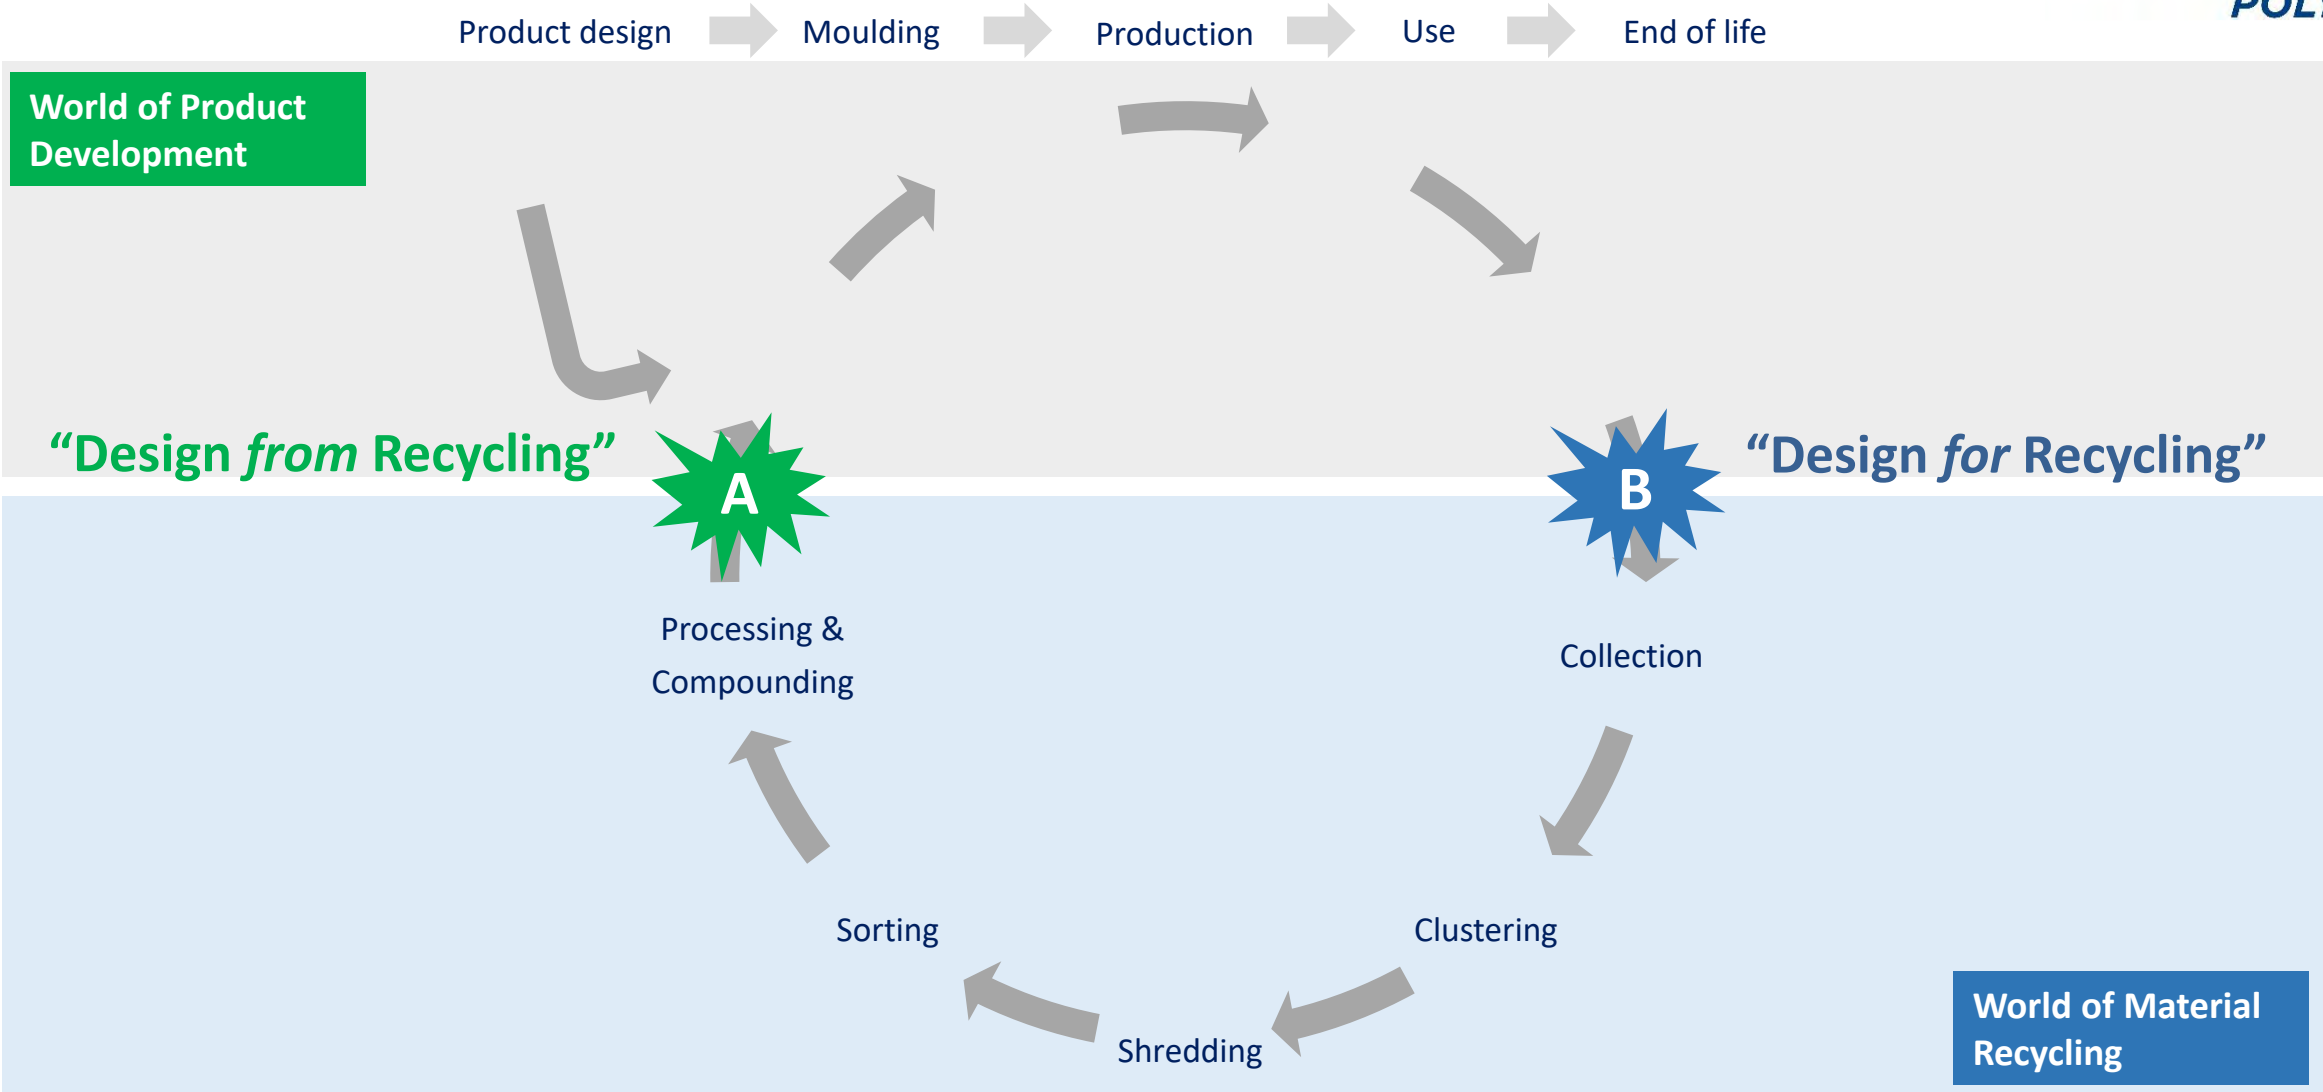 Product design
Moulding
Production
Use
End of life
World of Product
Development
“Design from Recycling”
A
B
“Design for Recycling”
Processing &
Compounding
Collection
Sorting
Clustering
Shredding
World of Material
Recycling